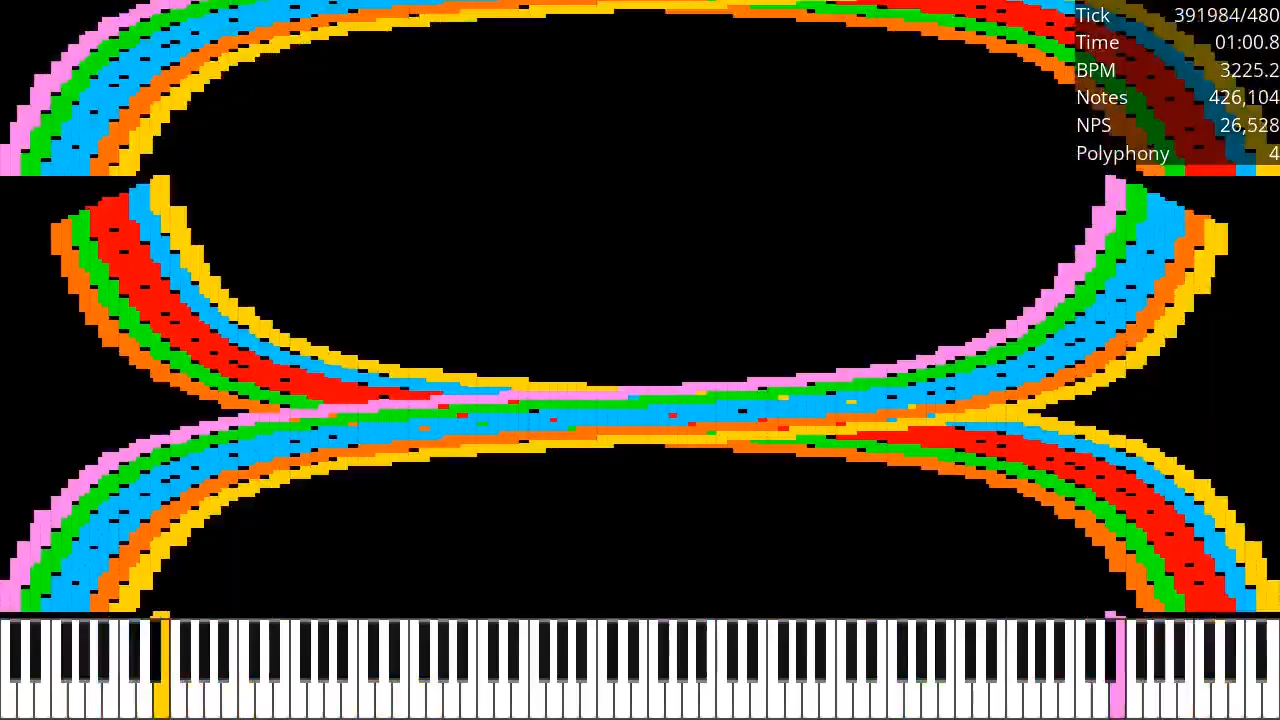 Tick 391984/480
Time 01:00.8
BPM 3225.2
Notes 426,104
NPS 26,528
Polyphony 4